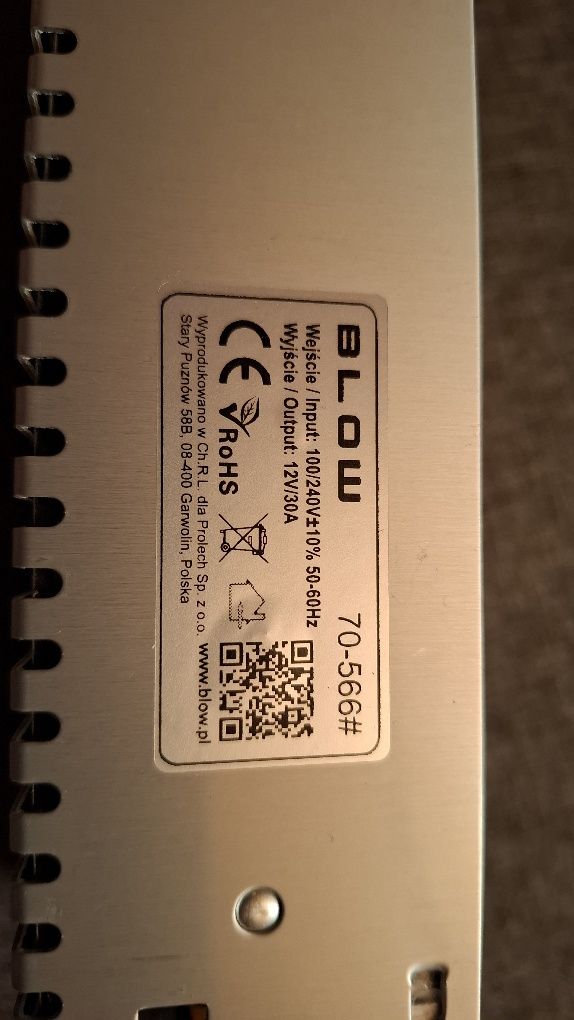 BLOW 70-566#
Wejście / Input: 100/240V±10% 50-60Hz
Wyjście / Output: 12V/30A
CE RoHS
Wyprodukowano w Ch.R.L. dla Prolech Sp. z o.o. www.blow.pl
Stary Puznów 58B, 08-400 Garwolin, Polska